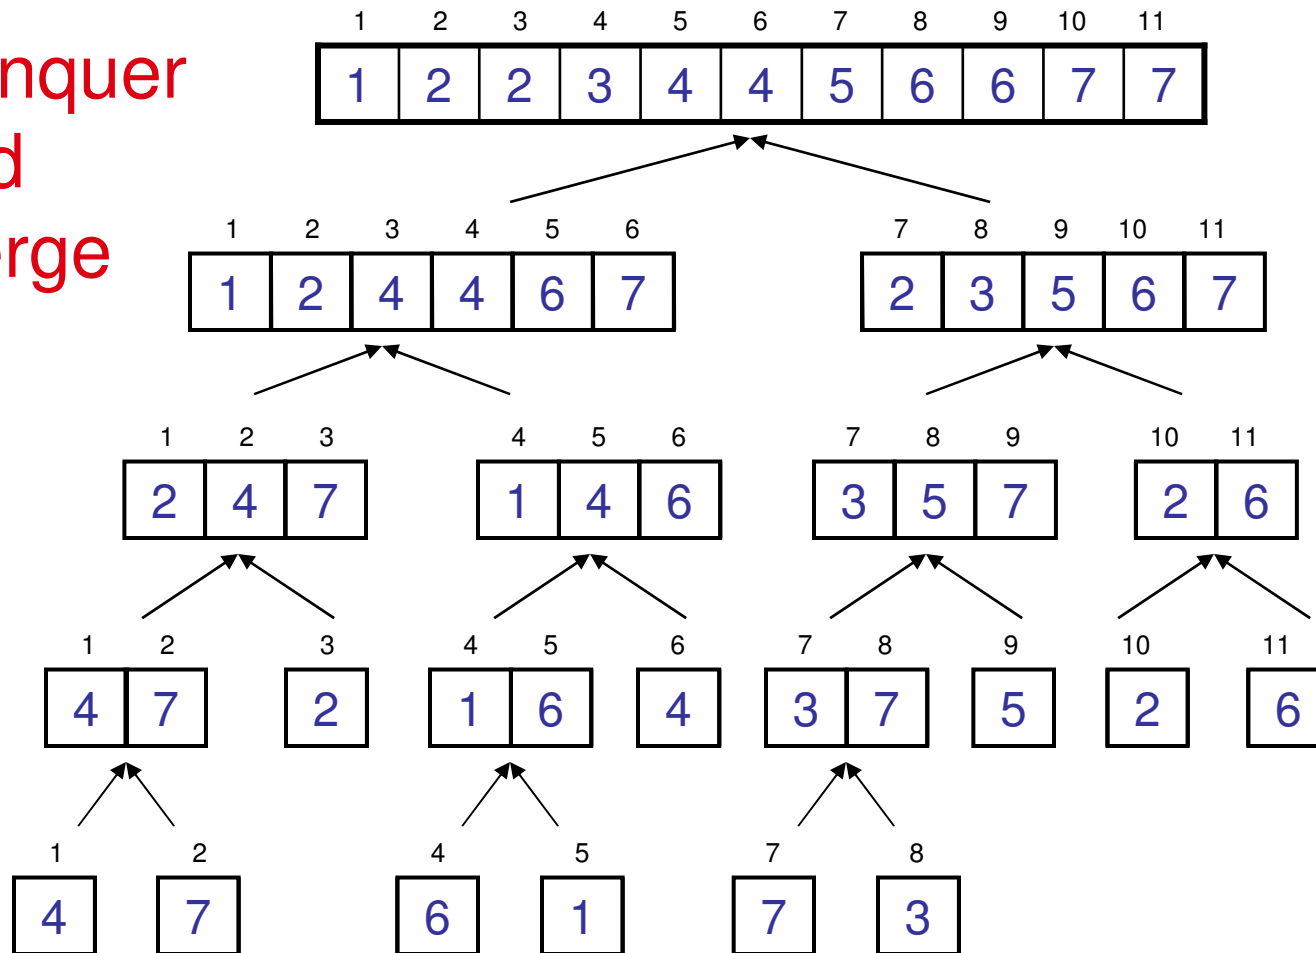 1 2 3 4 5 6 7 8 9 10 11
nquer
1 2 2 3 4 4 5 6 6 7 7
d
erge
1 2 3 4 5 6 7 8 9 10 11
1 2 4 4 6 7 2 3 5 6 7
1 2 3 4 5 6 7 8 9 10 11
2 4 7 1 4 6 3 5 7 2 6
1 2 3 4 5 6 7 8 9 10 11
4 7 2 1 6 4 3 7 5 2 6
1 2 4 5 7 8
4 7 6 1 7 3